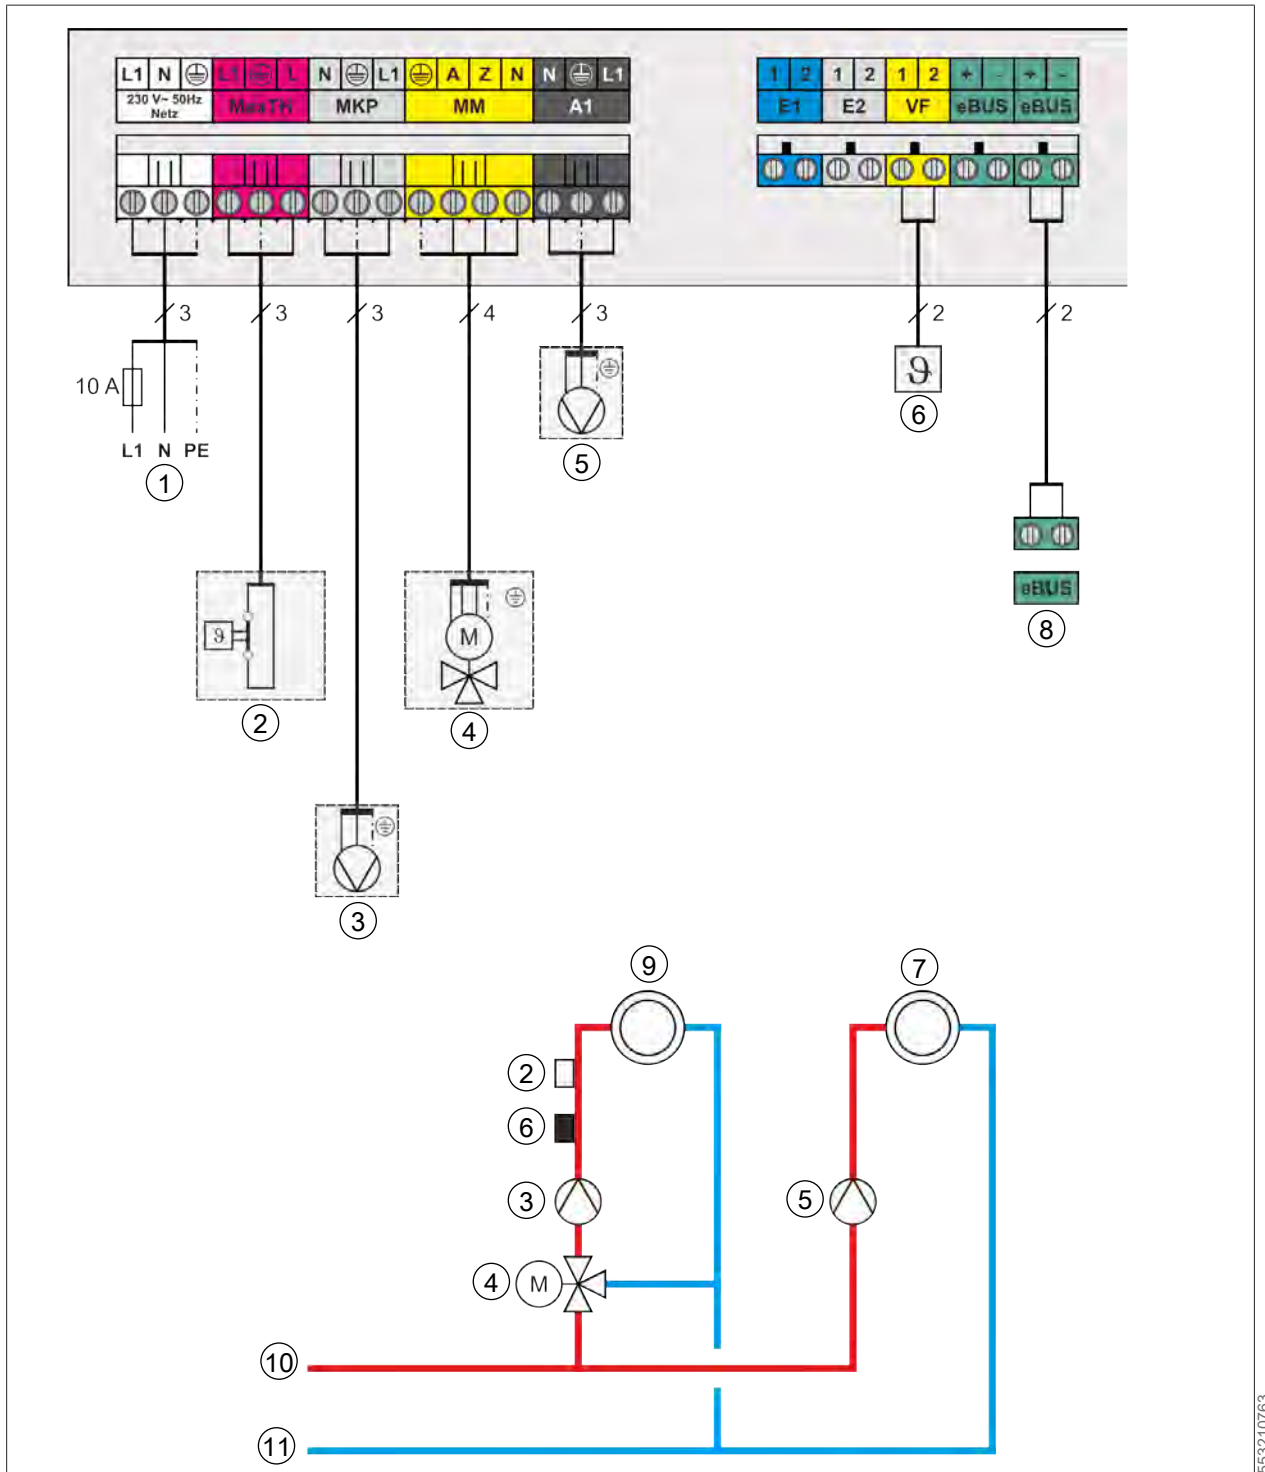 L1 N L1 L N L1 A Z N N L1 1 2 1 2 1 2 + - + -
230 V~ 50Hz
Netz
MaxTH MKP MM A1 E1 E2 VF eBUS eBUS
3 3 3 4 3 2 2
10 A
L1 N PE
1
5
6
ϑ
eBUS
8
ϑ
M
2
4
3
9 7
2
6
3 5
4 M
10
11
553210763